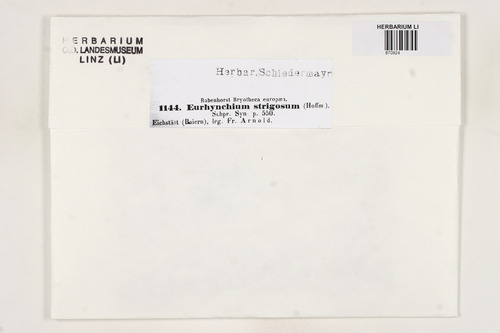 HERBARIUM
O.Ö. LANDESMUSEUM
LINZ (LI)
HERBARIUM LI
Herbar. Schiedermayr
Rabenhorst Bryotheca europæa.
1144. Eurhynchium strigosum (Hoffm).
Schpr. Syn p. 550.
Eichstätt (Baiern), leg. Fr. Arnold.